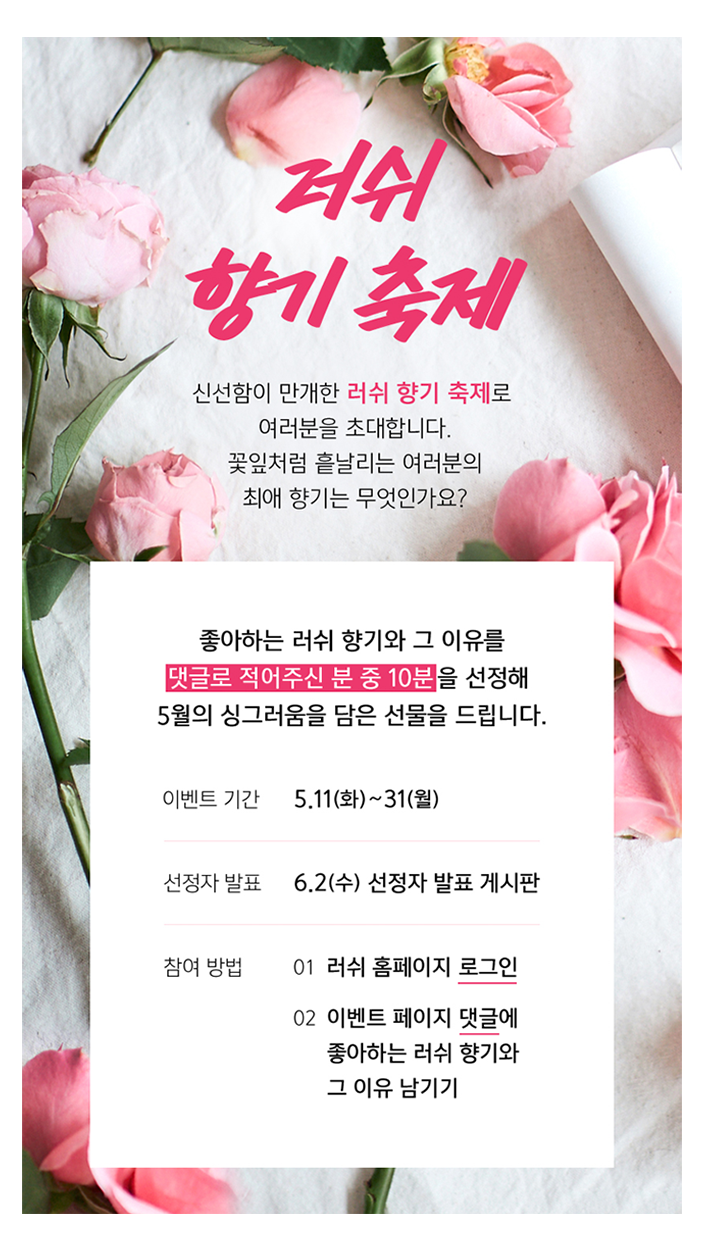 러쉬
향기 축제
신선함이 만개한 러쉬 향기 축제로
여러분을 초대합니다.
꽃잎처럼 흩날리는 여러분의
최애 향기는 무엇인가요?
좋아하는 러쉬 향기와 그 이유를
댓글로 적어주신 분 중 10분을 선정해
5월의 싱그러움을 담은 선물을 드립니다.
이벤트 기간 5.11(화)~31(월)
선정자 발표 6.2(수) 선정자 발표 게시판
참여 방법 01 러쉬 홈페이지 로그인
02 이벤트 페이지 댓글에
좋아하는 러쉬 향기와
그 이유 남기기